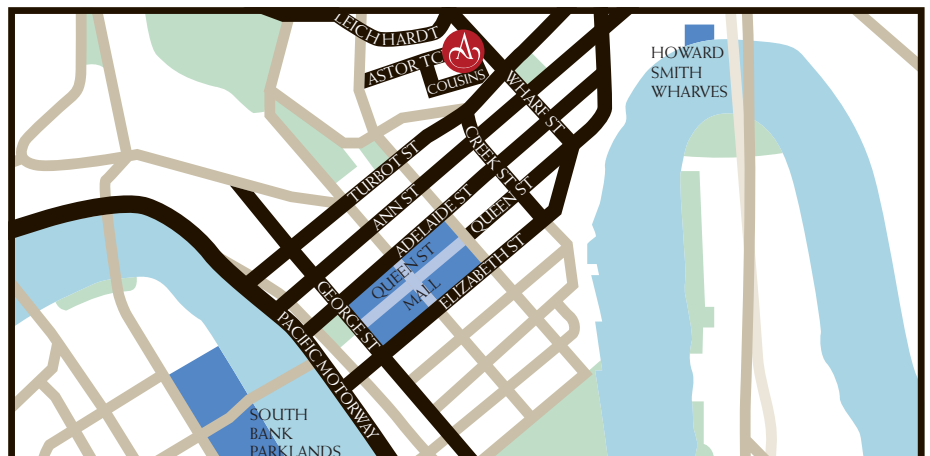 LEICHHARDT
HOWARD
SMITH
WHARVES
ASTOR TC
A
COUSINS
WHARF ST
TURBOT ST
CREEK ST
ANN ST
ADELAIDE ST
QUEEN ST
QUEEN ST
MALL
ELIZABETH ST
GEORGE ST
PACIFIC MOTORWAY
SOUTH
BANK
PARKLANDS